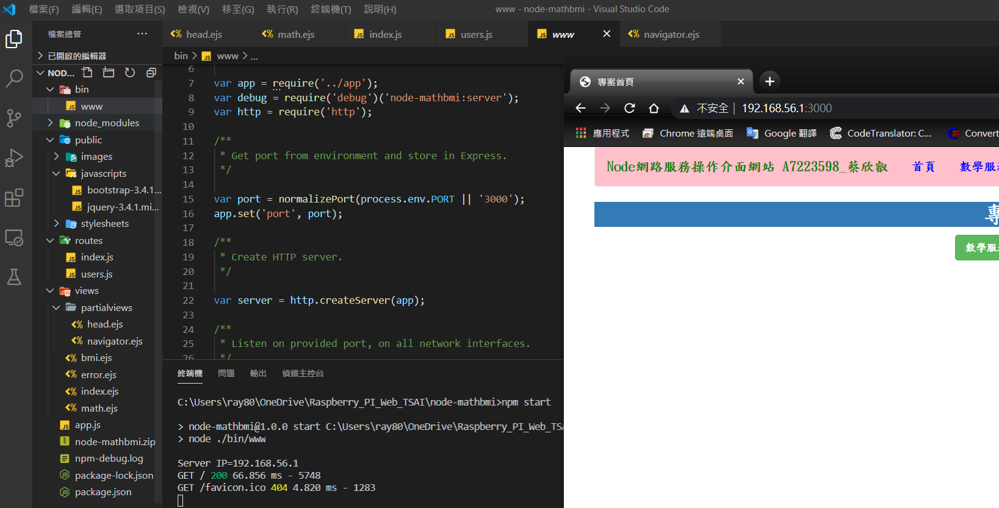 檔案(F) 編輯(E) 選取項目(S) 檢視(V) 移至(G) 執行(R) 終端機(T) 說明(H) www - node-mathbmi - Visual Studio Code
檔案總管 ...
已開啟的編輯器
NOD...
bin
www
node_modules
public
images
javascripts
bootstrap-3.4.1...
jquery-3.4.1.mi...
stylesheets
routes
index.js
users.js
views
partialviews
head.ejs
navigator.ejs
bmi.ejs
error.ejs
index.ejs
math.ejs
app.js
node-mathbmi.zip
npm-debug.log
package-lock.json
package.json
head.ejs math.ejs index.js users.js www navigator.ejs
bin > www > ...
6
7 var app = require('../app');
8 var debug = require('debug')('node-mathbmi:server');
9 var http = require('http');
10
11 /**
12 * Get port from environment and store in Express.
13 */
14
15 var port = normalizePort(process.env.PORT || '3000');
16 app.set('port', port);
17
18 /**
19 * Create HTTP server.
20 */
21
22 var server = http.createServer(app);
23
24 /**
25 * Listen on provided port, on all network interfaces.
26 */
終端機 問題 輸出 偵錯主控台
C:\Users\ray80\OneDrive\Raspberry_PI_Web_TSAI\node-mathbmi>npm start
> node-mathbmi@1.0.0 start C:\Users\ray80\OneDrive\Raspberry_PI_Web_TSA
> node ./bin/www
Server IP=192.168.56.1
GET / 200 66.856 ms - 5748
GET /favicon.ico 404 4.820 ms - 1283
專案首頁
不安全 | 192.168.56.1:3000
應用程式 Chrome 遠端桌面 Google 翻譯 CodeTranslator: C... Convert
Node網路服務操作介面網站 A7223598_蔡欣叡 首頁 數學服
專
數學服